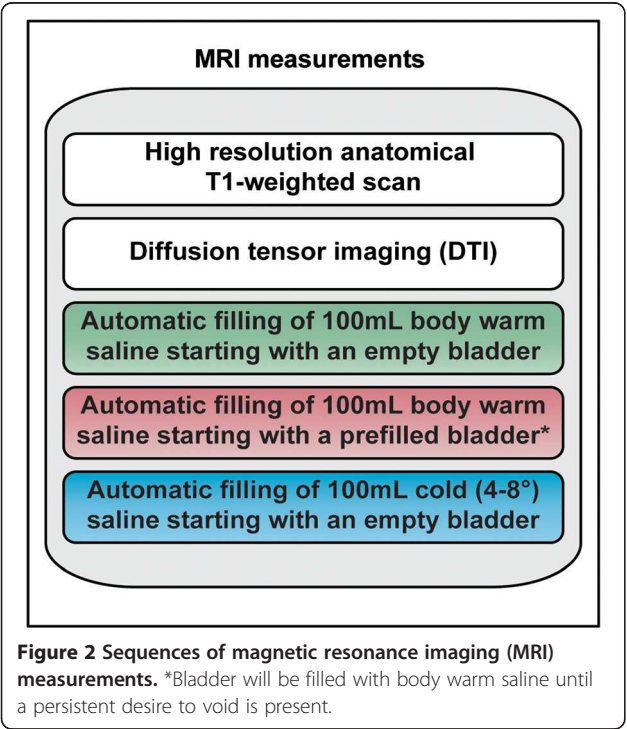 MRI measurements
High resolution anatomical
T1-weighted scan
Diffusion tensor imaging (DTI)
Automatic filling of 100mL body warm
saline starting with an empty bladder
Automatic filling of 100mL body warm
saline starting with a prefilled bladder*
Automatic filling of 100mL cold (4-8°)
saline starting with an empty bladder
Figure 2 Sequences of magnetic resonance imaging (MRI)
measurements. *Bladder will be filled with body warm saline until
a persistent desire to void is present.